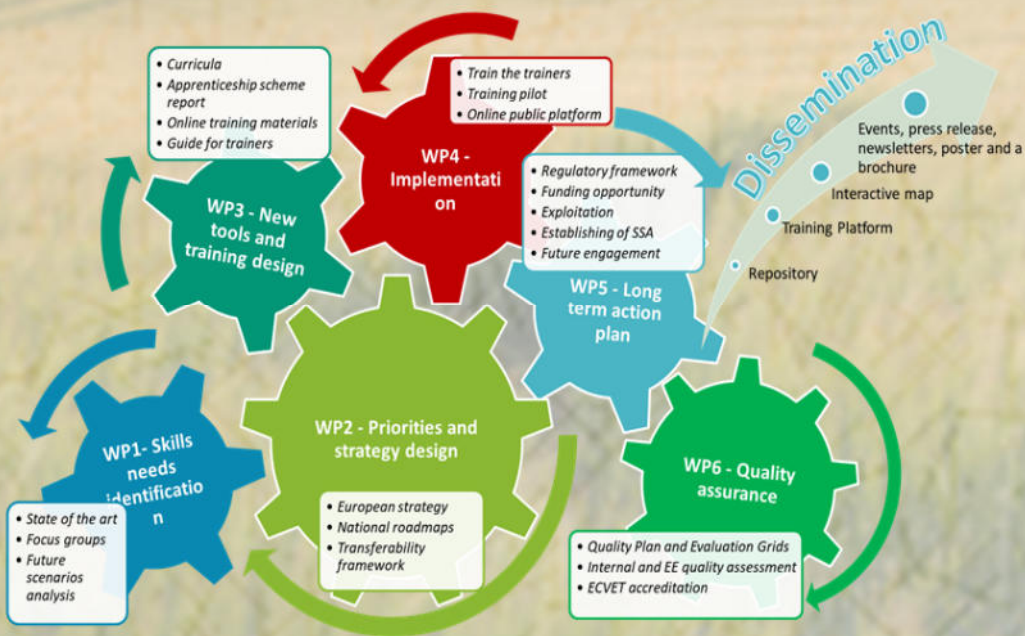 • Curricula
• Apprenticeship scheme
report
• Online training materials
• Guide for trainers
WP3 - New
tools and
training design
• Train the trainers
• Training pilot
• Online public platform
WP4 -
Implementati
on
• Regulatory framework
• Funding opportunity
• Exploitation
• Establishing of SSA
• Future engagement
WP5 - Long
term action
plan
Dissemination
Events, press release,
newsletters, poster and a
brochure
Interactive map
Training Platform
Repository
WP1- Skills
needs
identificatio
n
• State of the art
• Focus groups
• Future
scenarios
analysis
WP2 - Priorities and
strategy design
• European strategy
• National roadmaps
• Transferability
framework
WP6 - Quality
assurance
• Quality Plan and Evaluation Grids
• Internal and EE quality assessment
• ECVET accreditation